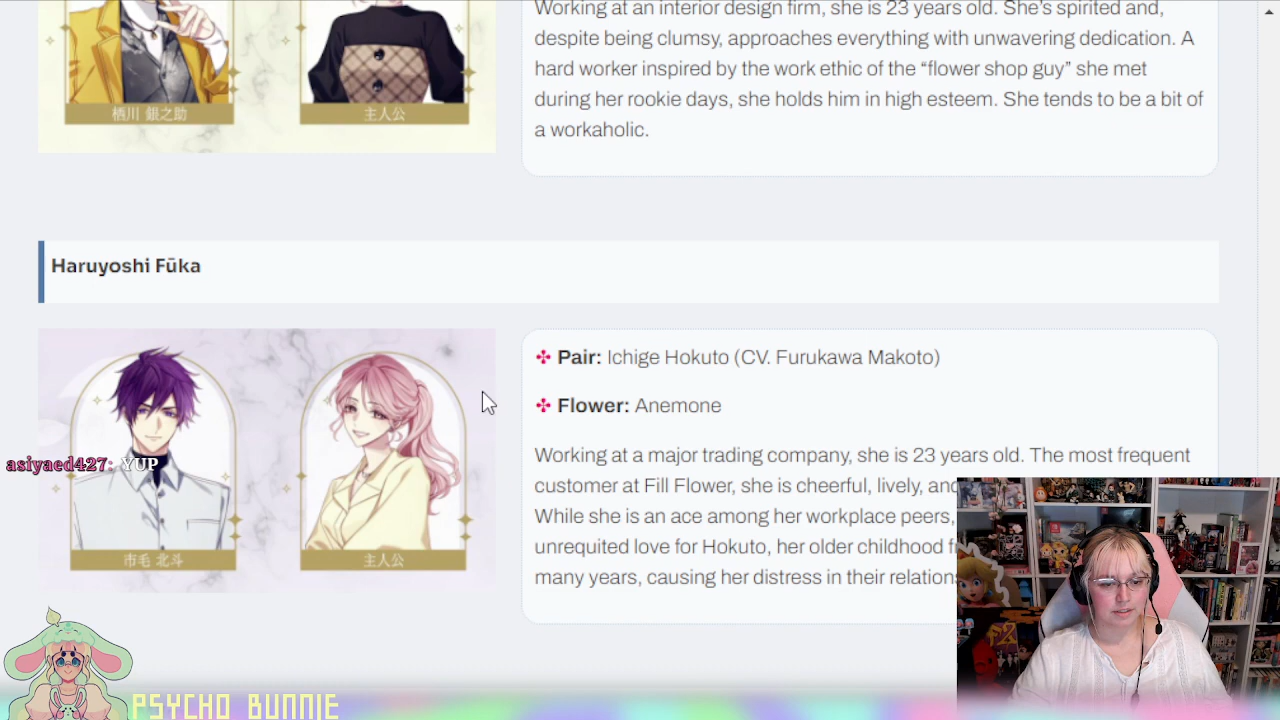 Working at an interior design firm, she is 23 years old. She's spirited and,
despite being clumsy, approaches everything with unwavering dedication. A
hard worker inspired by the work ethic of the “flower shop guy” she met
during her rookie days, she holds him in high esteem. She tends to be a bit of
a workaholic.
栖川 銀之助
主人公
Haruyoshi Fūka
Pair: Ichige Hokuto (CV. Furukawa Makoto)
Flower: Anemone
Working at a major trading company, she is 23 years old. The most frequent
customer at Fill Flower, she is cheerful, lively, and
While she is an ace among her workplace peers,
unrequited love for Hokuto, her older childhood
many years, causing her distress in their
市毛 北斗
主人公
asiyaed427: YUP
PSYCHO BUNNIE